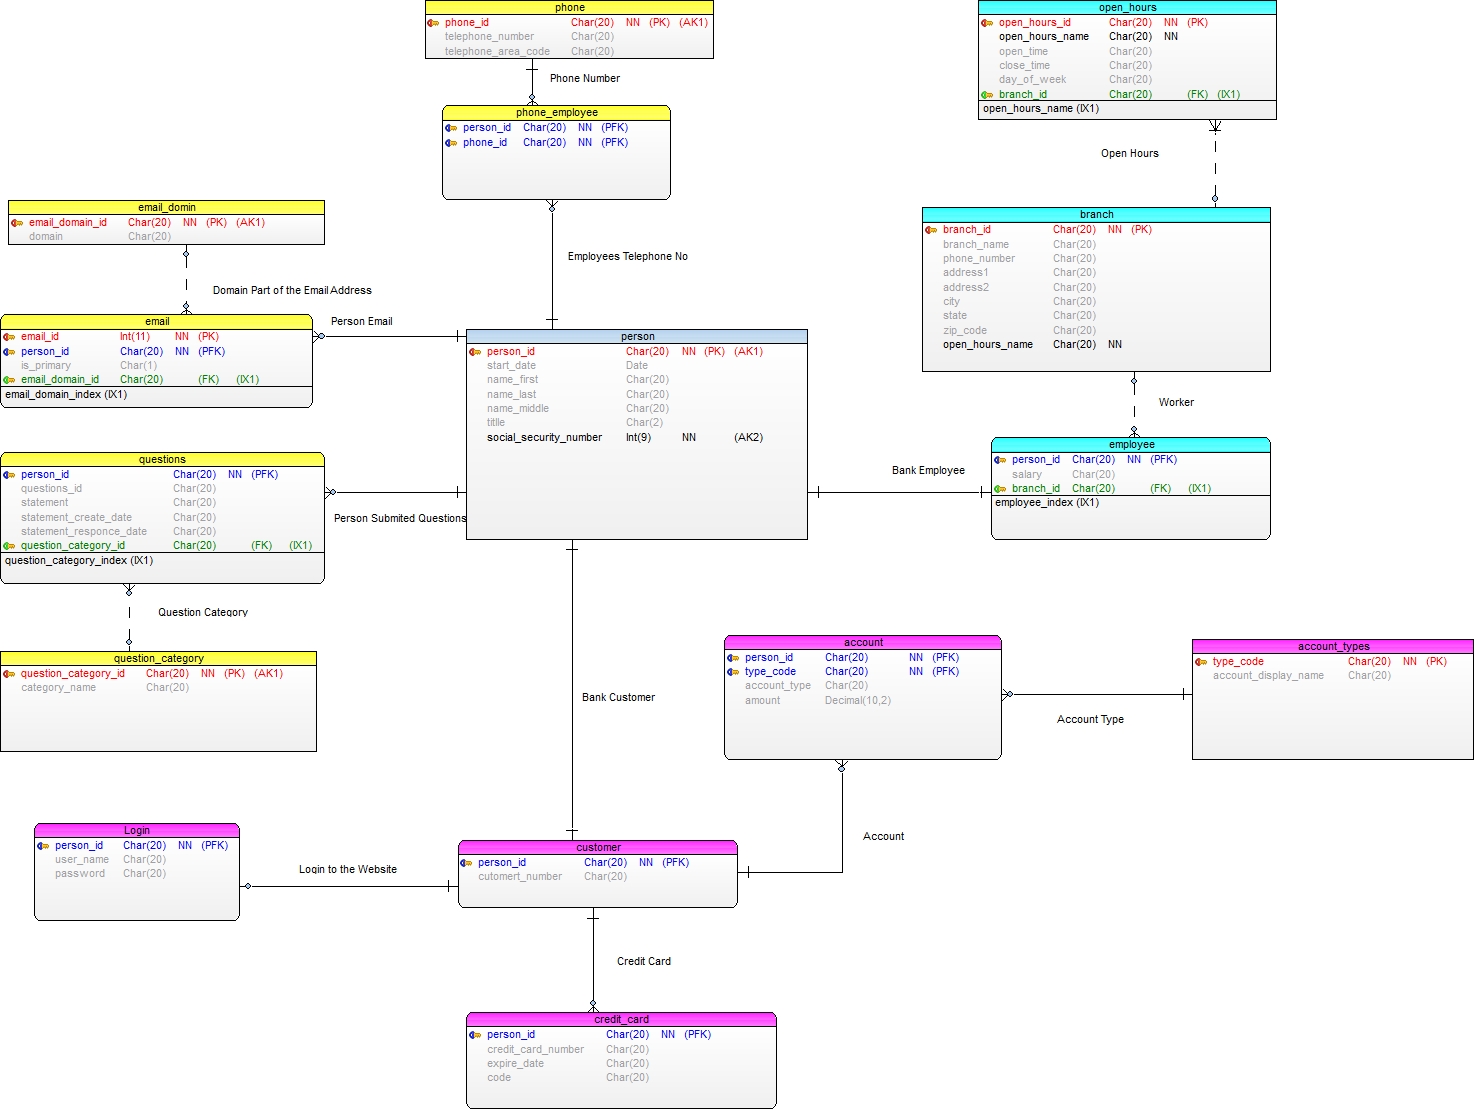 phone
phone_id Char(20) NN (PK) (AK1)
telephone_number Char(20)
telephone_area_code Char(20)
Phone Number
phone_employee
person_id Char(20) NN (PFK)
phone_id Char(20) NN (PFK)
Employees Telephone No
open_hours
open_hours_id Char(20) NN (PK)
open_hours_name Char(20) NN
open_time Char(20)
close_time Char(20)
day_of_week Char(20)
branch_id Char(20) (FK) (IX1)
open_hours_name (IX1)
Open Hours
branch
branch_id Char(20) NN (PK)
branch_name Char(20)
phone_number Char(20)
address1 Char(20)
address2 Char(20)
city Char(20)
state Char(20)
zip_code Char(20)
open_hours_name Char(20) NN
Worker
employee
person_id Char(20) NN (PFK)
salary Char(20)
branch_id Char(20) (FK) (IX1)
employee_index (IX1)
Bank Employee
email_domin
email_domain_id Char(20) NN (PK) (AK1)
domain Char(20)
Domain Part of the Email Address
email
email_id Int(11) NN (PK)
person_id Char(20) NN (PFK)
is_primary Char(1)
email_domain_id Char(20) (FK) (IX1)
email_domain_index (IX1)
Person Email
person
person_id Char(20) NN (PK) (AK1)
start_date Date
name_first Char(20)
name_last Char(20)
name_middle Char(20)
titlle Char(2)
social_security_number Int(9) NN (AK2)
questions
person_id Char(20) NN (PFK)
questions_id Char(20)
statement Char(20)
statement_create_date Char(20)
statement_responce_date Char(20)
question_category_id Char(20) (FK) (IX1)
question_category_index (IX1)
Person Submited Questions
Question Category
question_category
question_category_id Char(20) NN (PK) (AK1)
category_name Char(20)
Bank Customer
account
person_id Char(20) NN (PFK)
type_code Char(20) NN (PFK)
account_type Char(20)
amount Decimal(10,2)
Account Type
account_types
type_code Char(20) NN (PK)
account_display_name Char(20)
Account
Login
person_id Char(20) NN (PFK)
user_name Char(20)
password Char(20)
Login to the Website
customer
person_id Char(20) NN (PFK)
cutomert_number Char(20)
Credit Card
credit_card
person_id Char(20) NN (PFK)
credit_card_number Char(20)
expire_date Char(20)
code Char(20)